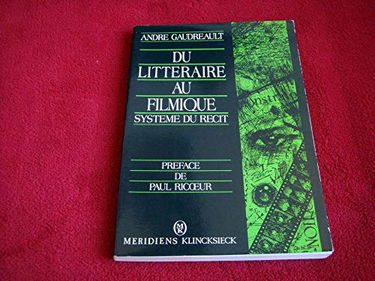 ANDRE GAUDREAULT
DU
LITTERAIRE
AU
FILMIQUE
SYSTEME DU RECIT
PREFACE
DE
PAUL RICŒUR
MERIDIENS KLINCKSIECK